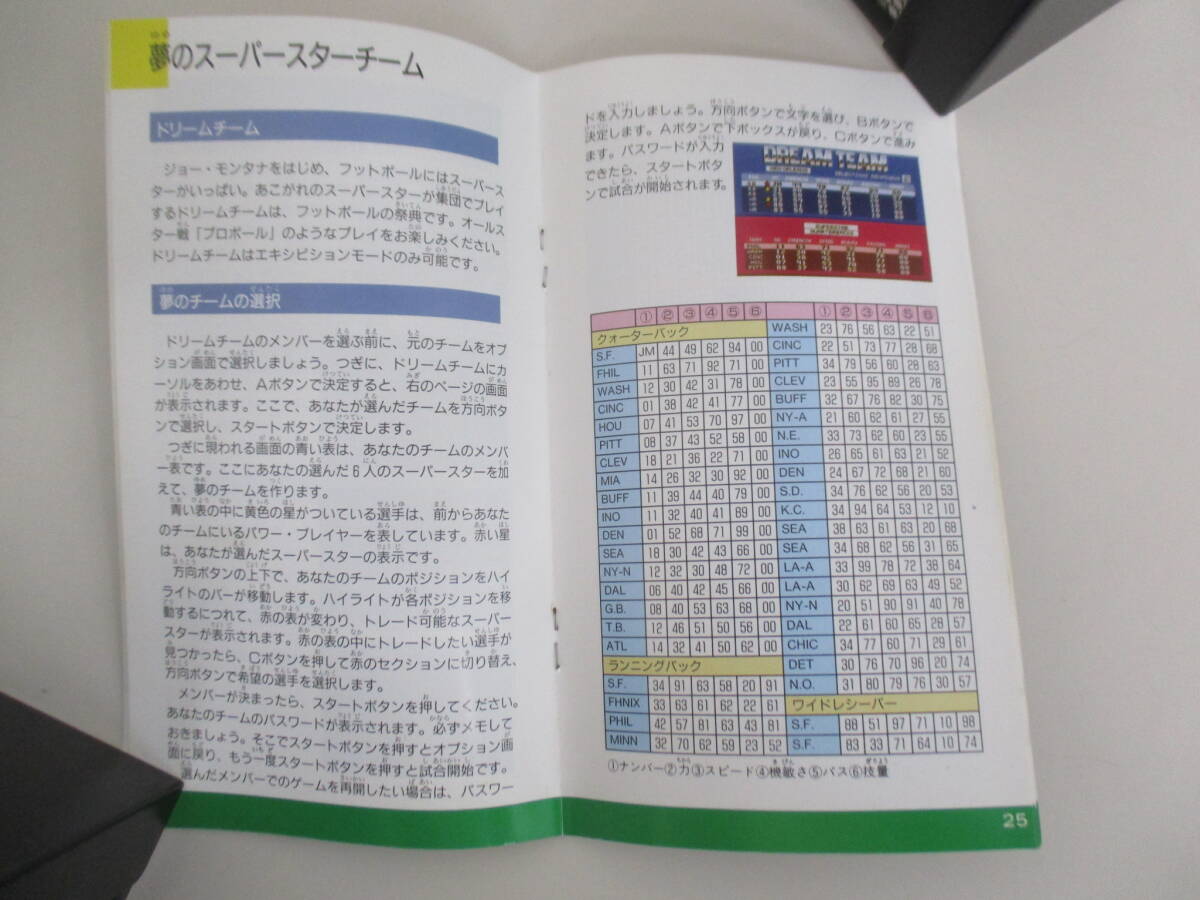 夢のスーパースターチーム
ドリームチーム
ジョー・モンタナをはじめ、フットボールにはスーパース
ターがいっぱい。あこがれのスーパースターが集団でプレイ
するドリームチームは、フットボールの祭典です。オールス
ター戦「プロボール」のようなプレイをお楽しみください。
ドリームチームはエキシビションモードのみ可能です。
夢のチームの選択
ドリームチームのメンバーを選ぶ前に、元のチームをオプ
ション画面で選択しましょう。つぎに、ドリームチームにカ
ーソルをあわせ、Aボタンで決定すると、右のページの画面
が表示されます。ここで、あなたが選んだチームを方向ボタ
ンで選択し、スタートボタンで決定します。
つぎに現われる画面の青い表は、あなたのチームのメンバ
ー表です。ここにあなたの選んだ6人のスーパースターを加
えて、夢のチームを作ります。
青い表の中に黄色の星がついている選手は、前からあなた
のチームにいるパワー・プレイヤーを表しています。赤い星
は、あなたが選んだスーパースターの表示です。
方向ボタンの上下で、あなたのチームのポジションをハイ
ライトのバーが移動します。ハイライトが各ポジションを移
動するにつれて、赤の表が変わり、トレード可能なスーパー
スターが表示されます。赤の表の中にトレードしたい選手が
見つかったら、Cボタンを押して赤のセクションに切り替え、
方向ボタンで希望の選手を選択します。
メンバーが決まったら、スタートボタンを押してください。
あなたのチームのパスワードが表示されます。必ずメモして
おきましょう。そこでスタートボタンを押すとオプション画
面に戻り、もう一度スタートボタンを押すと試合開始です。
選んだメンバーでのゲームを再開したい場合は、パスワー
ドを入力しましょう。方向ボタンで文字を選び、Bボタンで
決定します。Aボタンで下ボックスが戻り、Cボタンで進み
ます。パスワードが入力
できたら、スタートボタ
ンで試合が開始されます。
DREAM TEAM
① ② ③ ④ ⑤ ⑥
クォーターバック
S.F. JM 44 49 62 94 00
FHIL 11 63 71 92 71 00
WASH 12 30 42 31 78 00
CINC 01 38 42 41 77 00
HOU 07 41 53 70 97 00
PITT 08 37 43 52 58 00
CLEV 18 21 36 22 71 00
MIA 14 26 32 30 92 00
BUFF 11 39 44 40 79 00
INO 11 32 40 41 89 00
DEN 01 52 68 71 99 00
SEA 18 30 42 43 66 00
NY-N 12 32 30 48 72 00
DAL 06 40 42 45 66 00
G.B. 08 40 53 63 68 00
T.B. 12 46 51 50 56 00
ATL 14 32 41 50 62 00
ランニングバック
S.F. 34 91 63 58 20 91
FHNIX 33 63 61 62 22 61
PHIL 42 57 81 63 43 81
MINN 32 70 62 59 23 52
① ② ③ ④ ⑤ ⑥
WASH 23 76 56 63 22 51
CINC 22 51 73 77 28 68
PITT 34 79 56 60 28 63
CLEV 23 55 95 89 26 78
BUFF 32 67 76 82 30 75
NY-A 21 60 62 61 27 55
N.E. 33 73 62 60 23 55
INO 26 65 61 63 21 52
DEN 24 67 72 68 21 60
S.D. 34 76 62 56 20 53
K.C. 34 94 64 53 12 10
SEA 38 63 61 63 20 68
SEA 34 68 62 56 31 65
LA-A 33 99 78 72 38 64
LA-A 30 62 69 63 49 52
NY-N 20 51 90 91 40 78
DAL 22 61 60 65 28 57
CHIC 34 77 60 71 29 61
DET 30 76 70 96 20 74
N.O. 31 80 79 76 30 57
ワイドレシーバー
S.F. 88 51 97 71 10 98
S.F. 83 33 71 64 10 74
①ナンバー②力③スピード④機敏さ⑤パス⑥技量
25